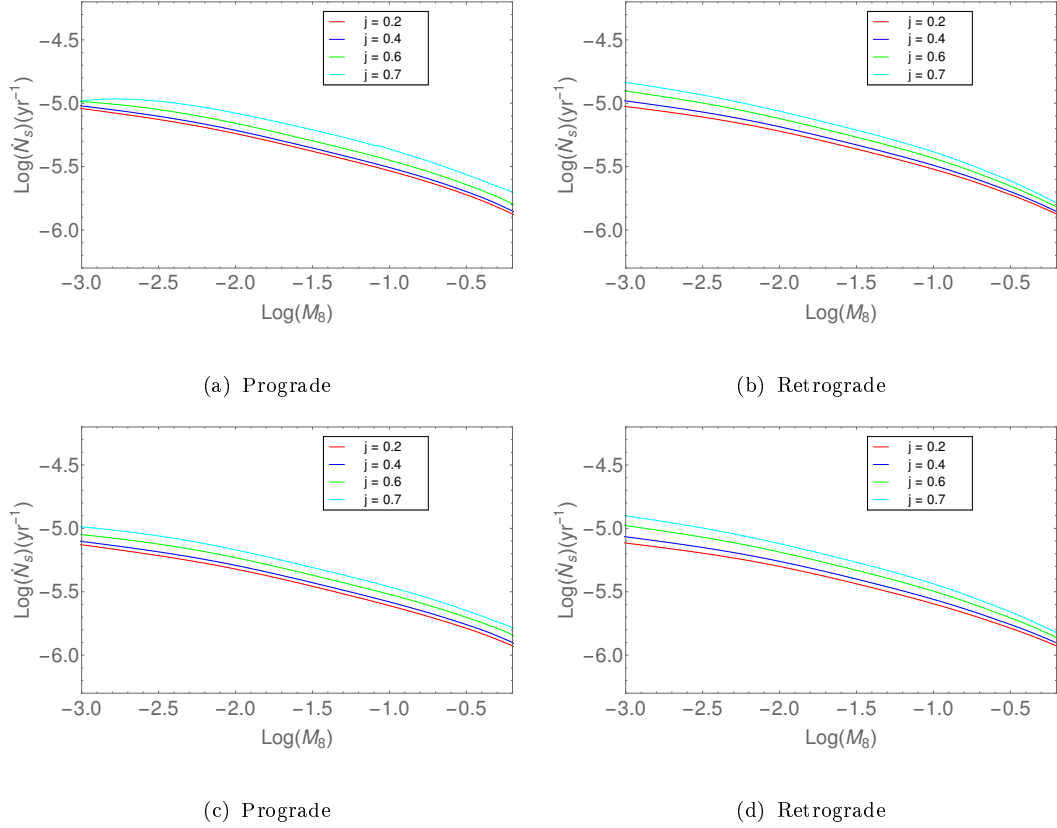 j = 0.2
j = 0.4
j = 0.6
j = 0.7
−4.5
−5.0
−5.5
−6.0
Log(Ṅₛ)(yr⁻¹)
−3.0 −2.5 −2.0 −1.5 −1.0 −0.5
Log(M₈)
(a) Prograde
j = 0.2
j = 0.4
j = 0.6
j = 0.7
−4.5
−5.0
−5.5
−6.0
Log(Ṅₛ)(yr⁻¹)
−3.0 −2.5 −2.0 −1.5 −1.0 −0.5
Log(M₈)
(b) Retrograde
j = 0.2
j = 0.4
j = 0.6
j = 0.7
−4.5
−5.0
−5.5
−6.0
Log(Ṅₛ)(yr⁻¹)
−3.0 −2.5 −2.0 −1.5 −1.0 −0.5
Log(M₈)
(c) Prograde
j = 0.2
j = 0.4
j = 0.6
j = 0.7
−4.5
−5.0
−5.5
−6.0
Log(Ṅₛ)(yr⁻¹)
−3.0 −2.5 −2.0 −1.5 −1.0 −0.5
Log(M₈)
(d) Retrograde